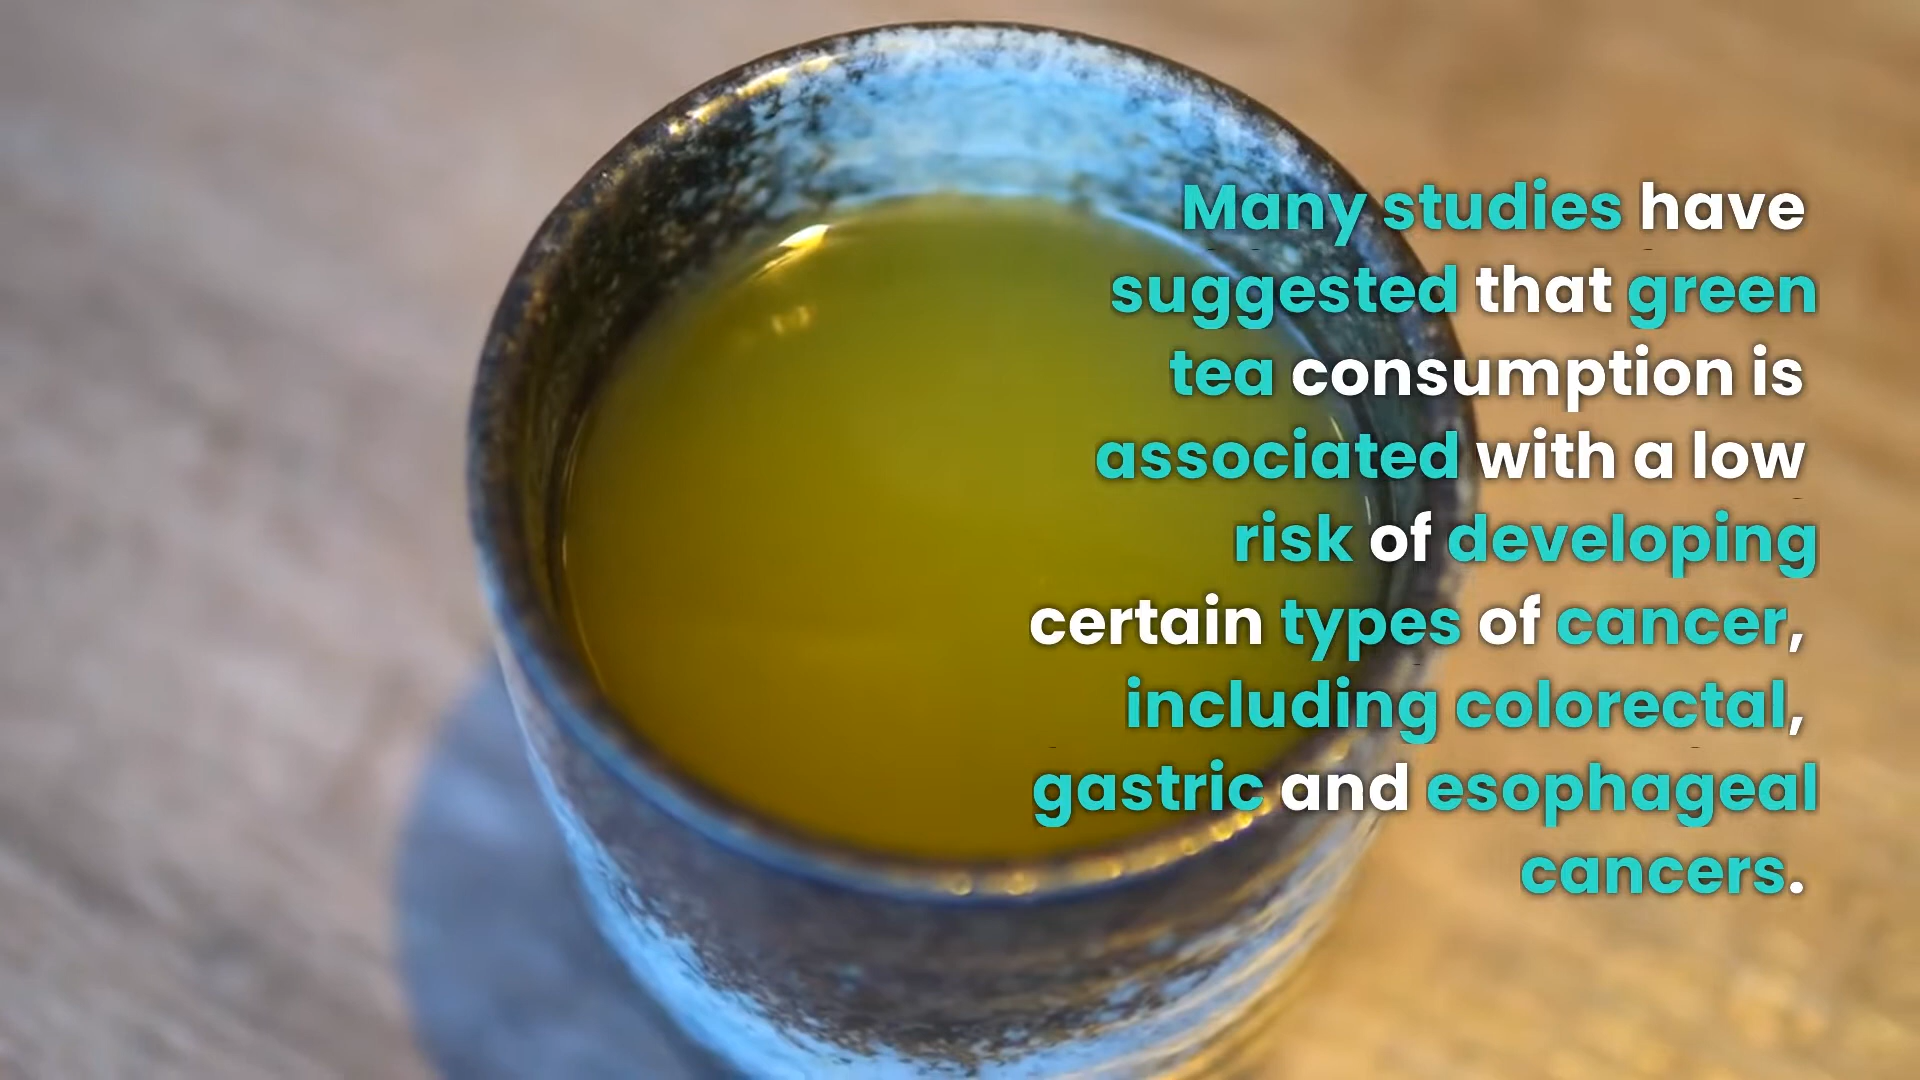 Many studies have
suggested that green
tea consumption is
associated with a low
risk of developing
certain types of cancer,
including colorectal,
gastric and esophageal
cancers.